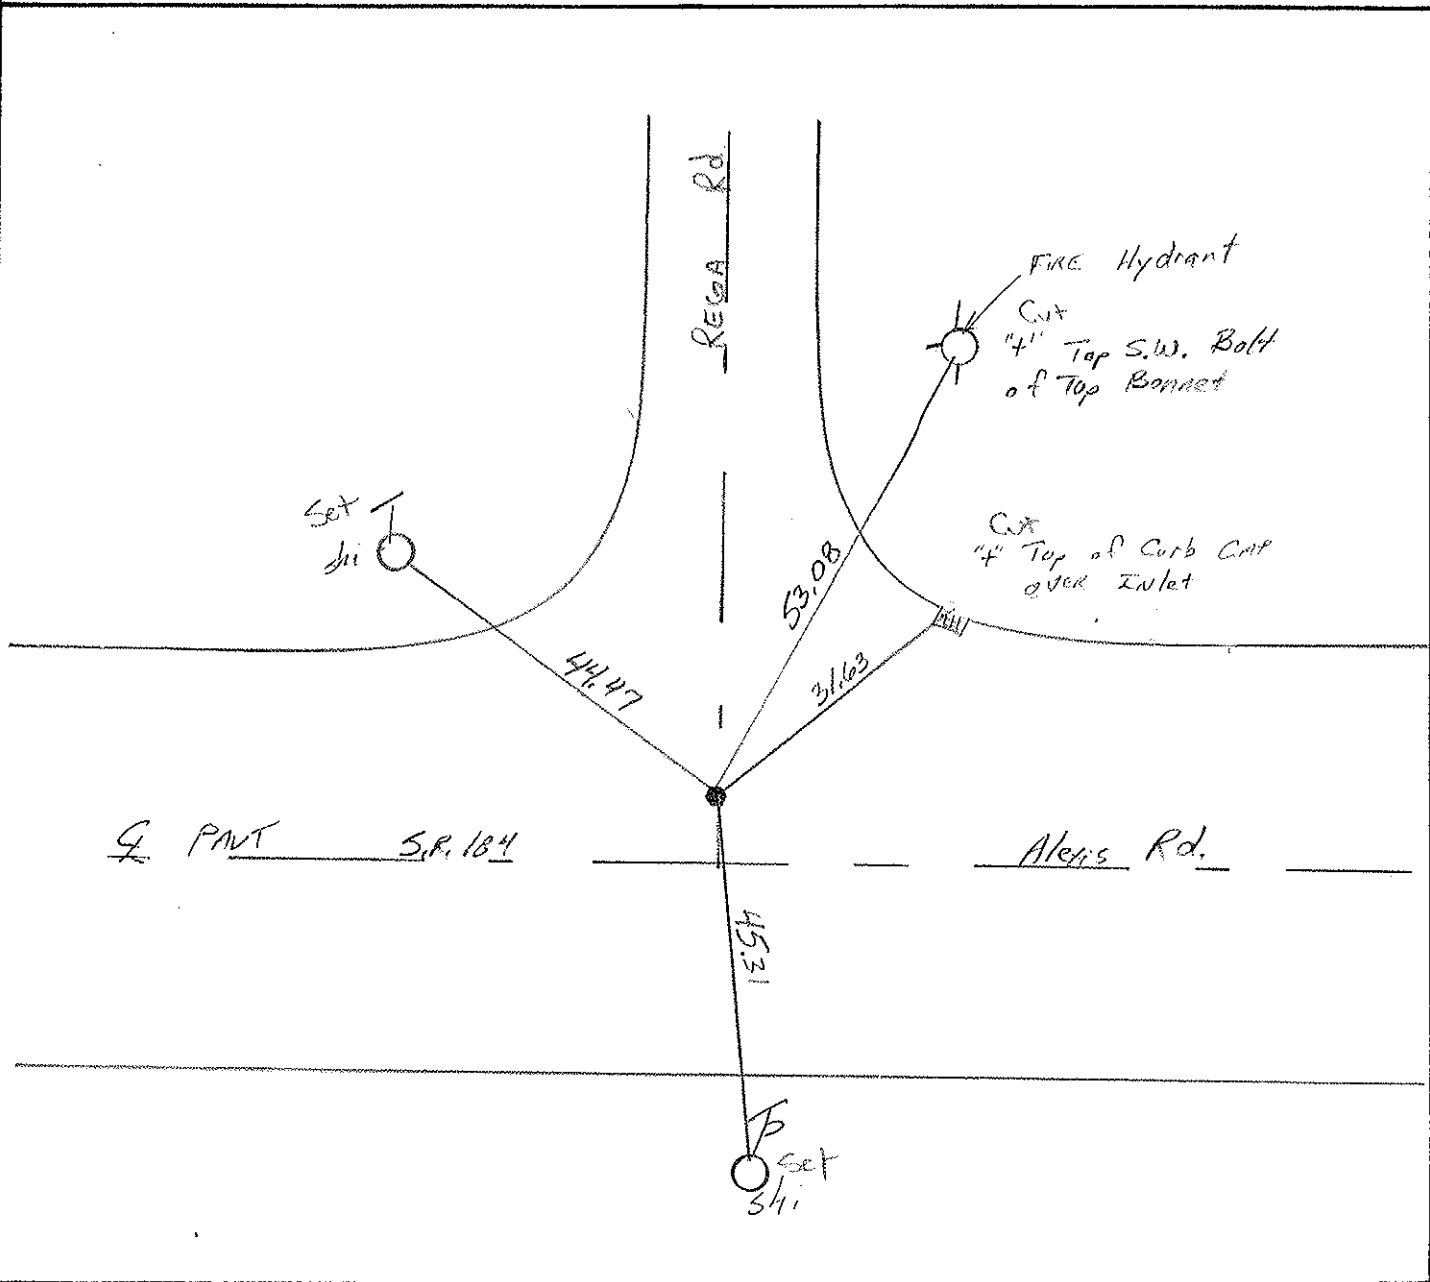 REGA Rd.
FIRE Hydrant
Cut
"+" Top S.W. Bolt
of Top Bonnet
Set
Cut
"+" Top of Curb Cmp
over INlet
53.08
44.47
31.63
℄ PAVT S.R. 184 Alexis Rd.
45.31
Set